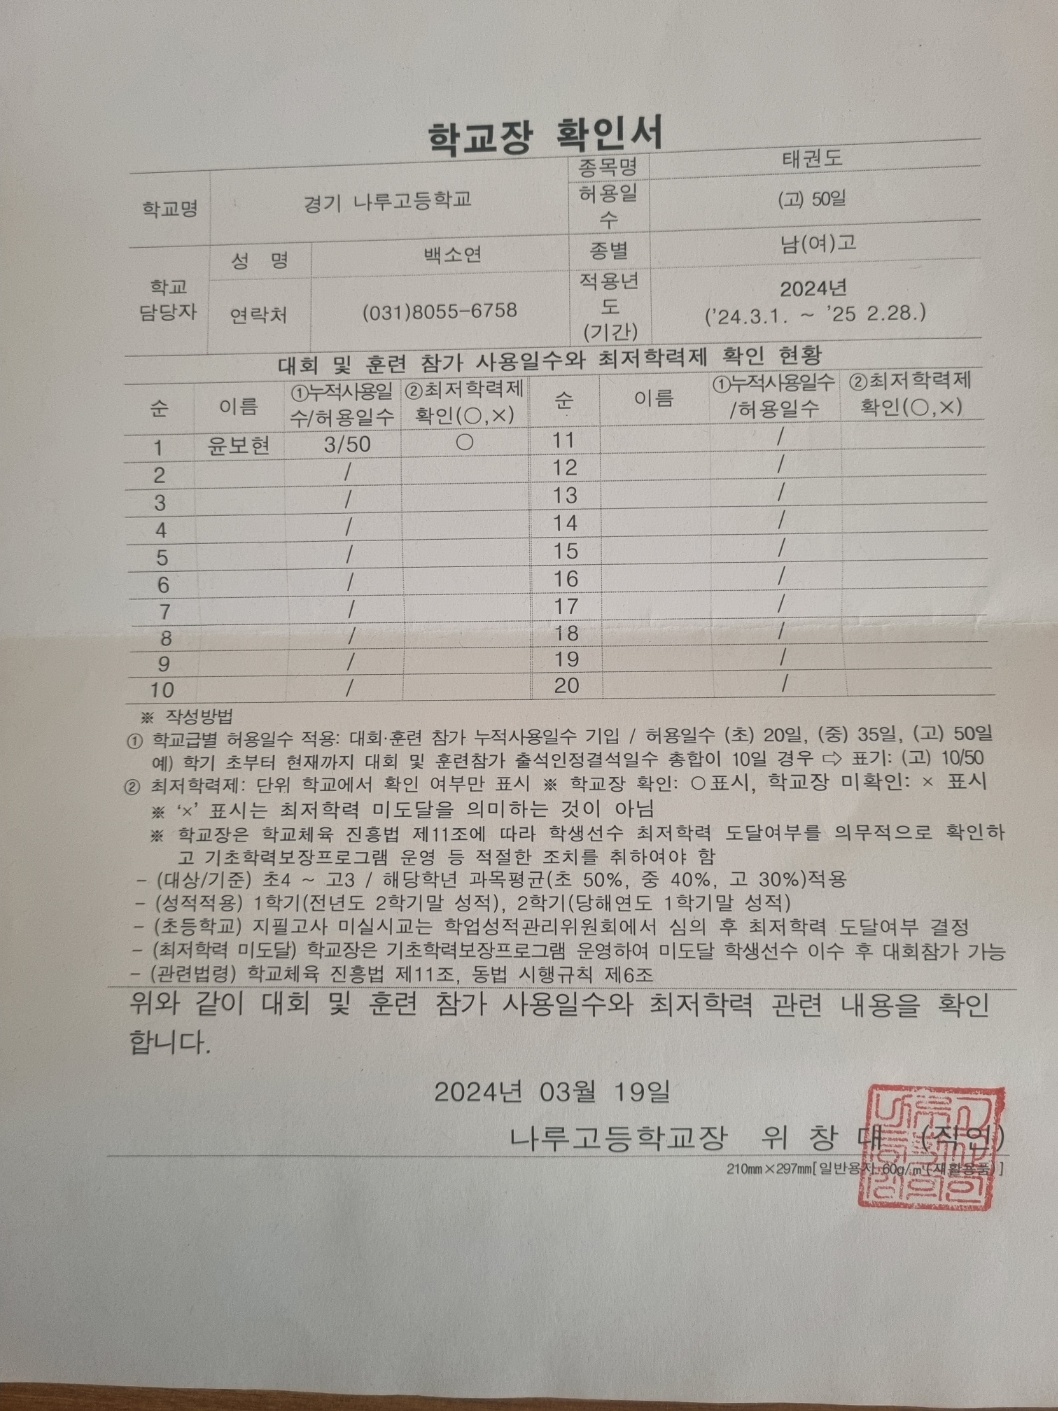 학교장 확인서
학교명 경기 나루고등학교 종목명 태권도
허용일수 (고) 50일
학교 담당자 성 명 백소연 종별 남(여)고
연락처 (031)8055-6758 적용년도 (기간) 2024년 ('24.3.1. ~ '25 2.28.)
대회 및 훈련 참가 사용일수와 최저학력제 확인 현황
순 이름 ①누적사용일수/허용일수 ②최저학력제 확인(○,×) 순 이름 ①누적사용일수/허용일수 ②최저학력제 확인(○,×)
1 윤보현 3/50 ○ 11 /
2 / 12 /
3 / 13 /
4 / 14 /
5 / 15 /
6 / 16 /
7 / 17 /
8 / 18 /
9 / 19 /
10 / 20 /
※ 작성방법
① 학교급별 허용일수 적용: 대회·훈련 참가 누적사용일수 기입 / 허용일수 (초) 20일, (중) 35일, (고) 50일
예) 학기 초부터 현재까지 대회 및 훈련참가 출석인정결석일수 총합이 10일 경우 ⇨ 표기: (고) 10/50
② 최저학력제: 단위 학교에서 확인 여부만 표시 ※ 학교장 확인: ○표시, 학교장 미확인: × 표시
※ '×' 표시는 최저학력 미도달을 의미하는 것이 아님
※ 학교장은 학교체육 진흥법 제11조에 따라 학생선수 최저학력 도달여부를 의무적으로 확인하
고 기초학력보장프로그램 운영 등 적절한 조치를 취하여야 함
- (대상/기준) 초4 ~ 고3 / 해당학년 과목평균(초 50%, 중 40%, 고 30%)적용
- (성적적용) 1학기(전년도 2학기말 성적), 2학기(당해연도 1학기말 성적)
- (초등학교) 지필고사 미실시교는 학업성적관리위원회에서 심의 후 최저학력 도달여부 결정
- (최저학력 미도달) 학교장은 기초학력보장프로그램 운영하여 미도달 학생선수 이수 후 대회참가 가능
- (관련법령) 학교체육 진흥법 제11조, 동법 시행규칙 제6조
위와 같이 대회 및 훈련 참가 사용일수와 최저학력 관련 내용을 확인
합니다.
2024년 03월 19일
나루고등학교장 위 창 대 (직인)
210㎜×297㎜[일반용지 60g/㎡(재활용품)]